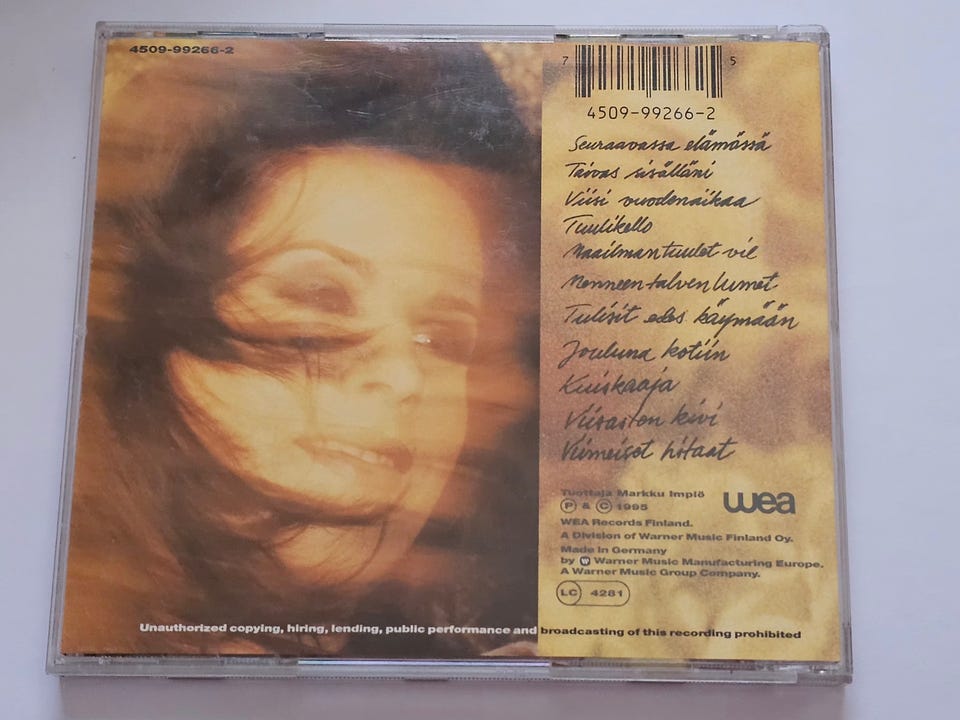 4509-99266-2
7 5
4509-99266-2
Seuraavassa elämässä
Taivas sisälläni
Viisi vuodenaikaa
Tuulikello
Maailman tuulet vie
Menneen talven lumet
Tulisit edes käymään
Jouluna kotiin
Kuiskaaja
Viisasten kivi
Viimeiset hitaat
Tuottaja Markku Impiö
Ⓟ & © 1995
wea
WEA Records Finland.
A Division of Warner Music Finland Oy.
Made in Germany
by W Warner Music Manufacturing Europe.
A Warner Music Group Company.
LC 4281
Unauthorized copying, hiring, lending, public performance and broadcasting of this recording prohibited